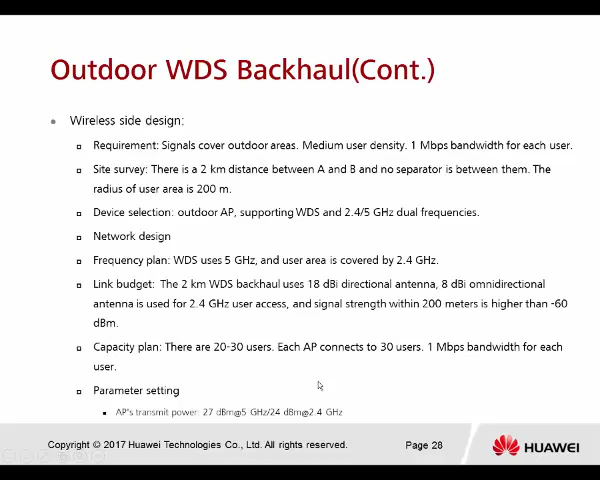 Outdoor WDS Backhaul(Cont.)
Wireless side design:
Requirement: Signals cover outdoor areas. Medium user density. 1 Mbps bandwidth for each user.
Site survey: There is a 2 km distance between A and B and no separator is between them. The
radius of user area is 200 m.
Device selection: outdoor AP, supporting WDS and 2.4/5 GHz dual frequencies.
Network design
Frequency plan: WDS uses 5 GHz, and user area is covered by 2.4 GHz.
Link budget: The 2 km WDS backhaul uses 18 dBi directional antenna, 8 dBi omnidirectional
antenna is used for 2.4 GHz user access, and signal strength within 200 meters is higher than -60
dBm.
Capacity plan: There are 20-30 users. Each AP connects to 30 users. 1 Mbps bandwidth for each
user.
Parameter setting
AP's transmit power: 27 dBm@5 GHz/24 dBm@2.4 GHz
Copyright © 2017 Huawei Technologies Co., Ltd. All rights reserved.
Page 28
HUAWEI